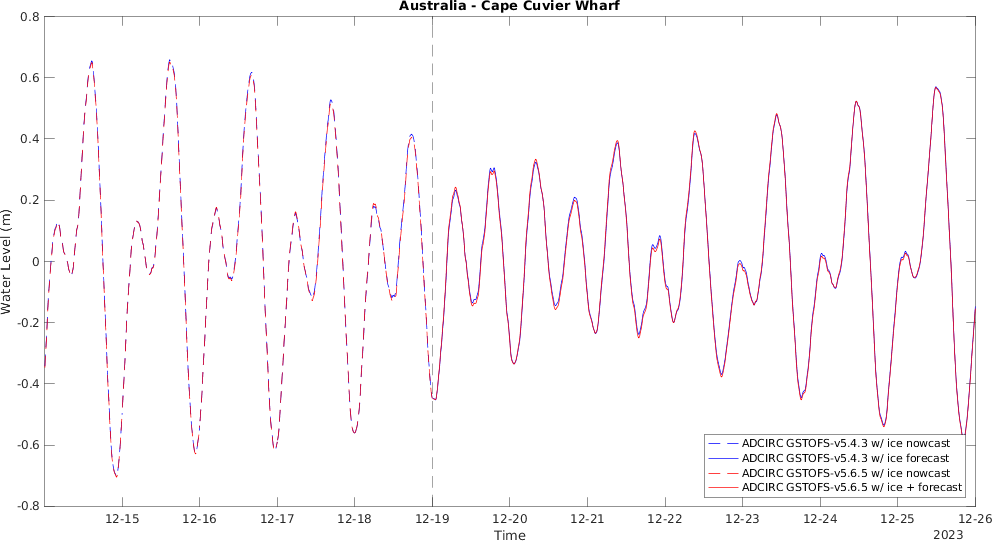 Australia - Cape Cuvier Wharf
0.8
0.6
0.4
0.2
0
-0.2
-0.4
-0.6
-0.8
Water Level (m)
ADCIRC GSTOFS-v5.4.3 w/ ice nowcast
ADCIRC GSTOFS-v5.4.3 w/ ice forecast
ADCIRC GSTOFS-v5.6.5 w/ ice nowcast
ADCIRC GSTOFS-v5.6.5 w/ ice + forecast
12-15 12-16 12-17 12-18 12-19 12-20 12-21 12-22 12-23 12-24 12-25 12-26
Time
2023